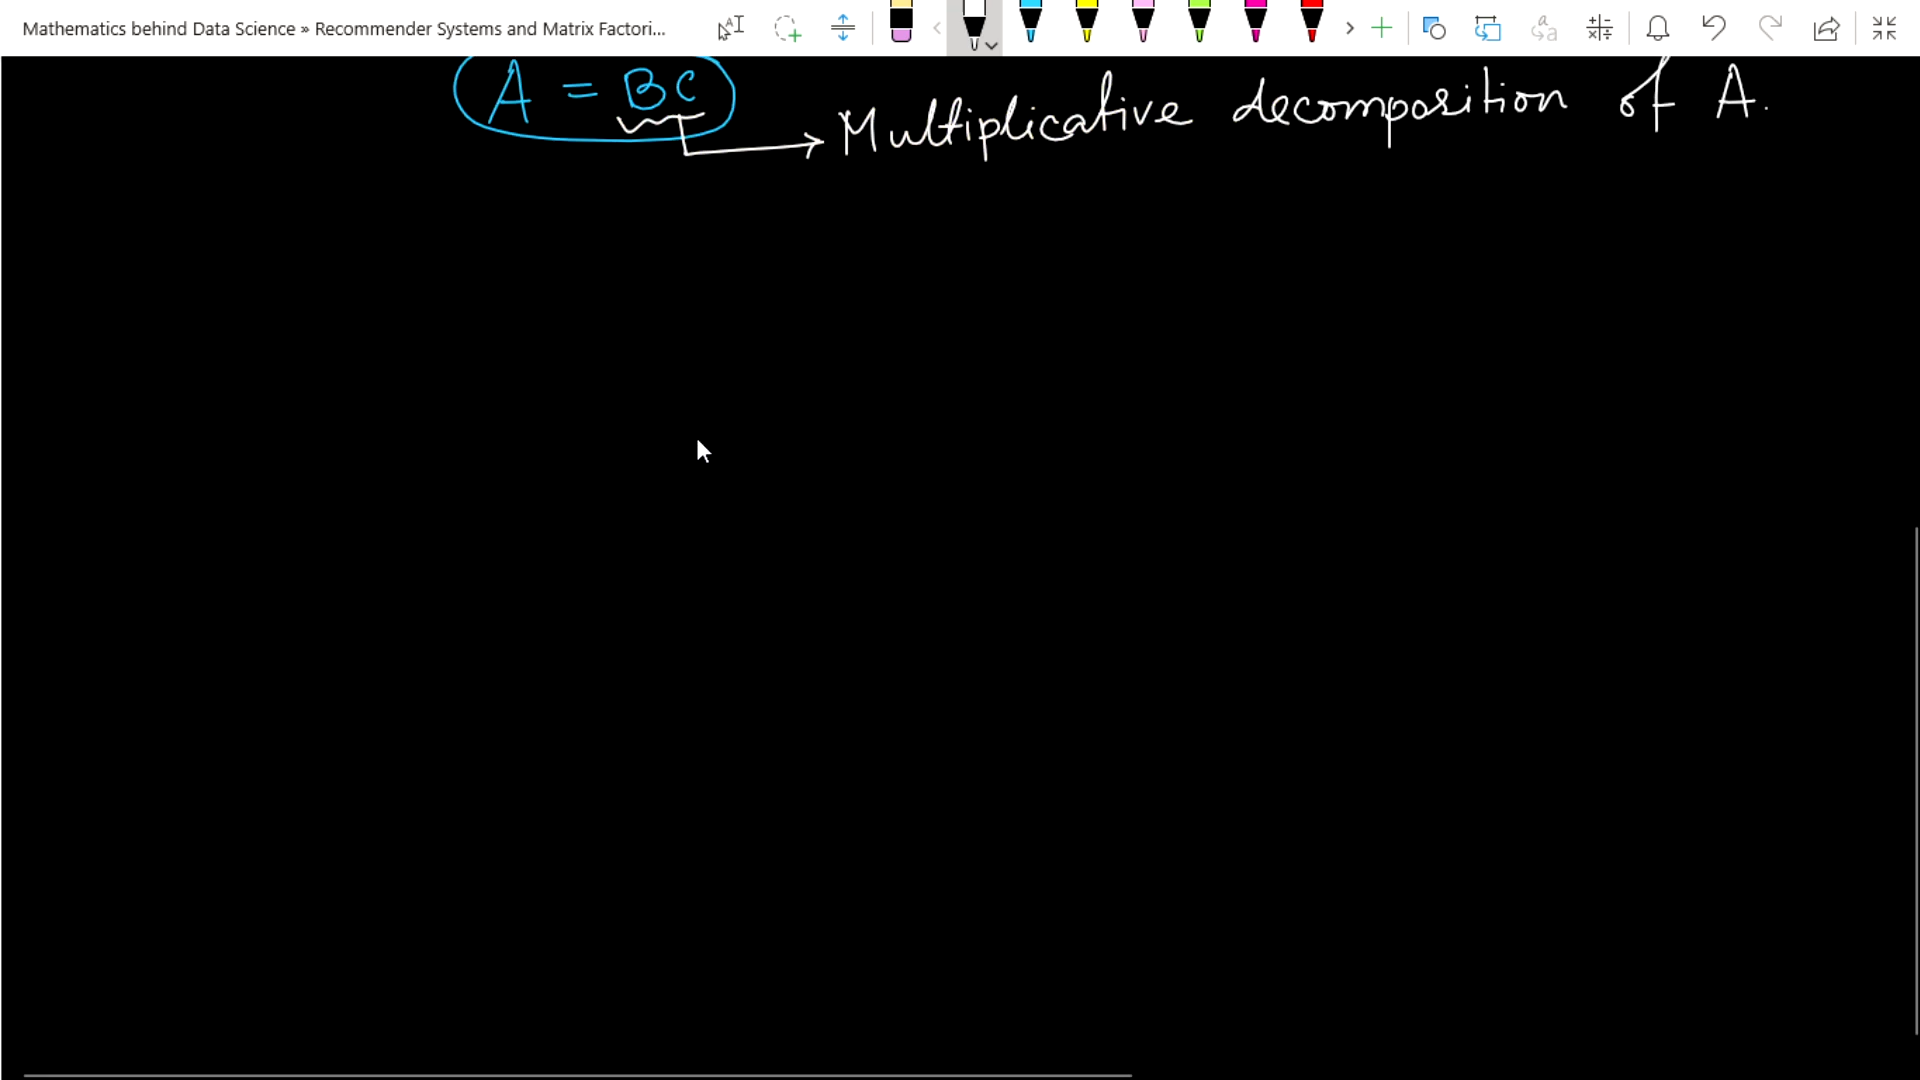 Mathematics behind Data Science » Recommender Systems and Matrix Factori...
A = BC
Multiplicative decomposition of A.